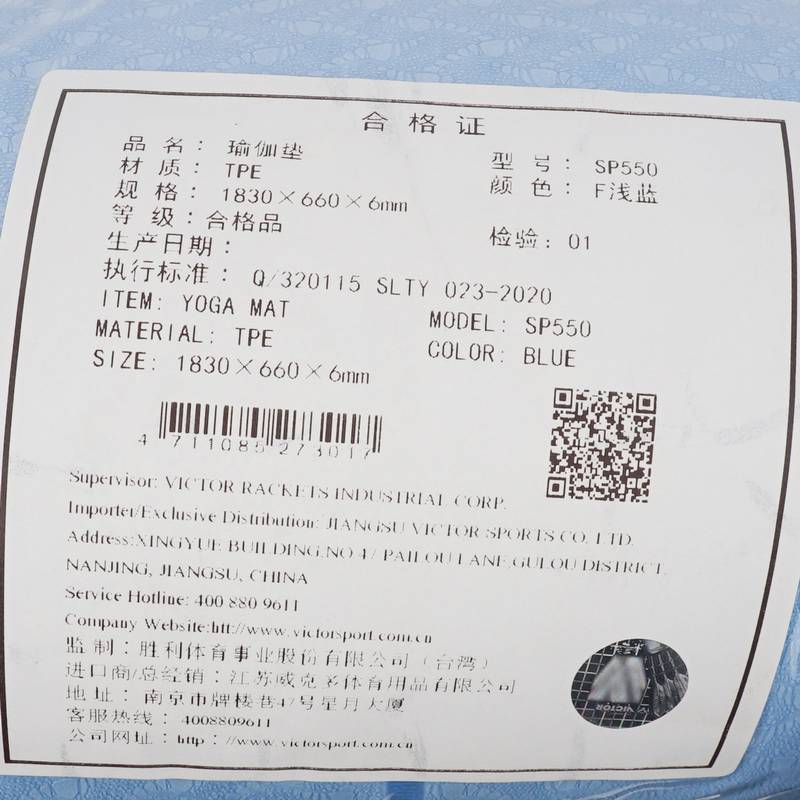 合格证
品 名：瑜伽垫 型 号：SP550
材 质：TPE 颜 色：F浅蓝
规 格：1830×660×6mm
等 级：合格品 检验：01
生产日期：
执行标准：Q/320115 SLTY 023-2020
ITEM: YOGA MAT MODEL: SP550
MATERIAL: TPE COLOR: BLUE
SIZE: 1830×660×6mm
4 711085 273017
Supervisor: VICTOR RACKETS INDUSTRIAL CORP.
Importer/Exclusive Distribution: JIANGSU VICTOR SPORTS CO. LTD.
Address:XINGYUE BUILDING,NO 47 PAILOU LANE,GULOU DISTRICT,
NANJING, JIANGSU, CHINA
Service Hotline: 400 880 9611
Company Website:htt//www.victorsport.com.cn
监 制：胜利体育事业股份有限公司（台湾）
进口商/总经销：江苏威克多体育用品有限公司
地 址：南京市牌楼巷47号星月大厦
客服热线：4008809611
公司网址：http：//www.victorsport.com.cn
VICTOR